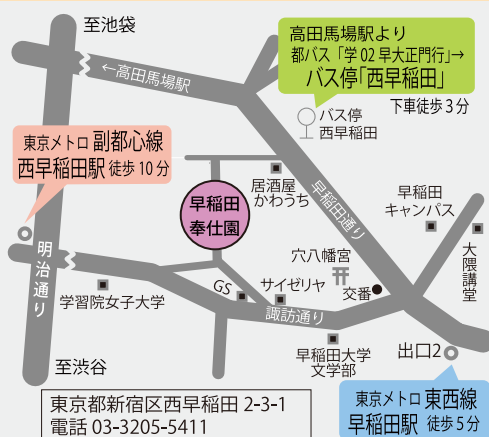 至池袋
←高田馬場駅
高田馬場駅より
都バス「学 02 早大正門行」→
バス停「西早稲田」
下車徒歩 3 分
バス停
西早稲田
東京メトロ 副都心線
西早稲田駅 徒歩 10 分
居酒屋
かわうち
早稲田通り
早稲田
奉仕園
早稲田
キャンパス
大隈講堂
明治通り
穴八幡宮
交番
学習院女子大学
GS
サイゼリヤ
諏訪通り
早稲田大学
文学部
出口2
至渋谷
東京メトロ 東西線
早稲田駅 徒歩 5 分
東京都新宿区西早稲田 2-3-1
電話 03-3205-5411